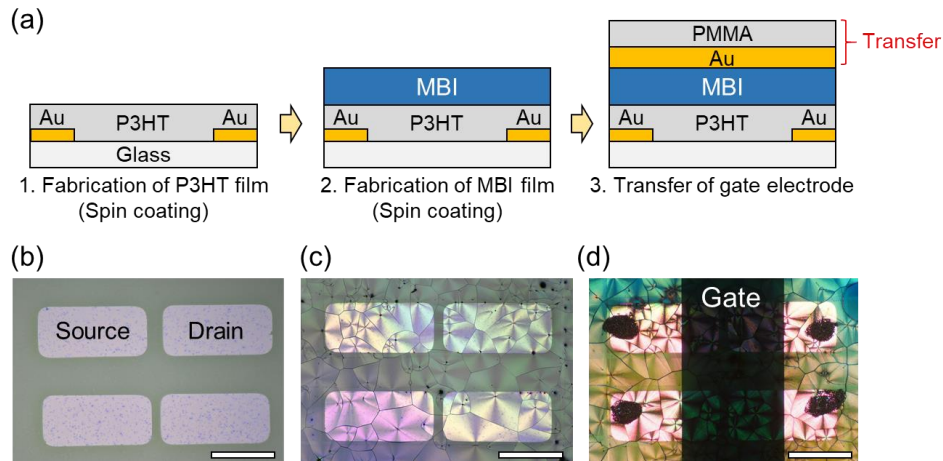 (a)
Au
P3HT
Au
Glass
1. Fabrication of P3HT film
(Spin coating)
MBI
Au
P3HT
Au
2. Fabrication of MBI film
(Spin coating)
PMMA
Au
Transfer
MBI
Au
P3HT
Au
3. Transfer of gate electrode
(b)
Source
Drain
(c)
(d)
Gate